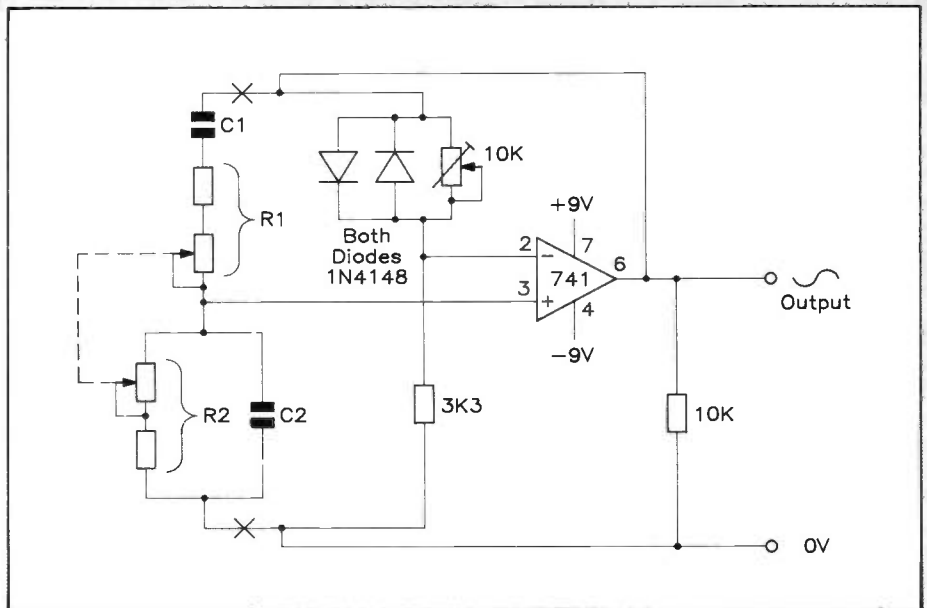 C1
R1
10K
Both
Diodes
1N4148
+9V
2
7
−
741
6
3
+
4
−9V
Output
R2
C2
3K3
10K
0V